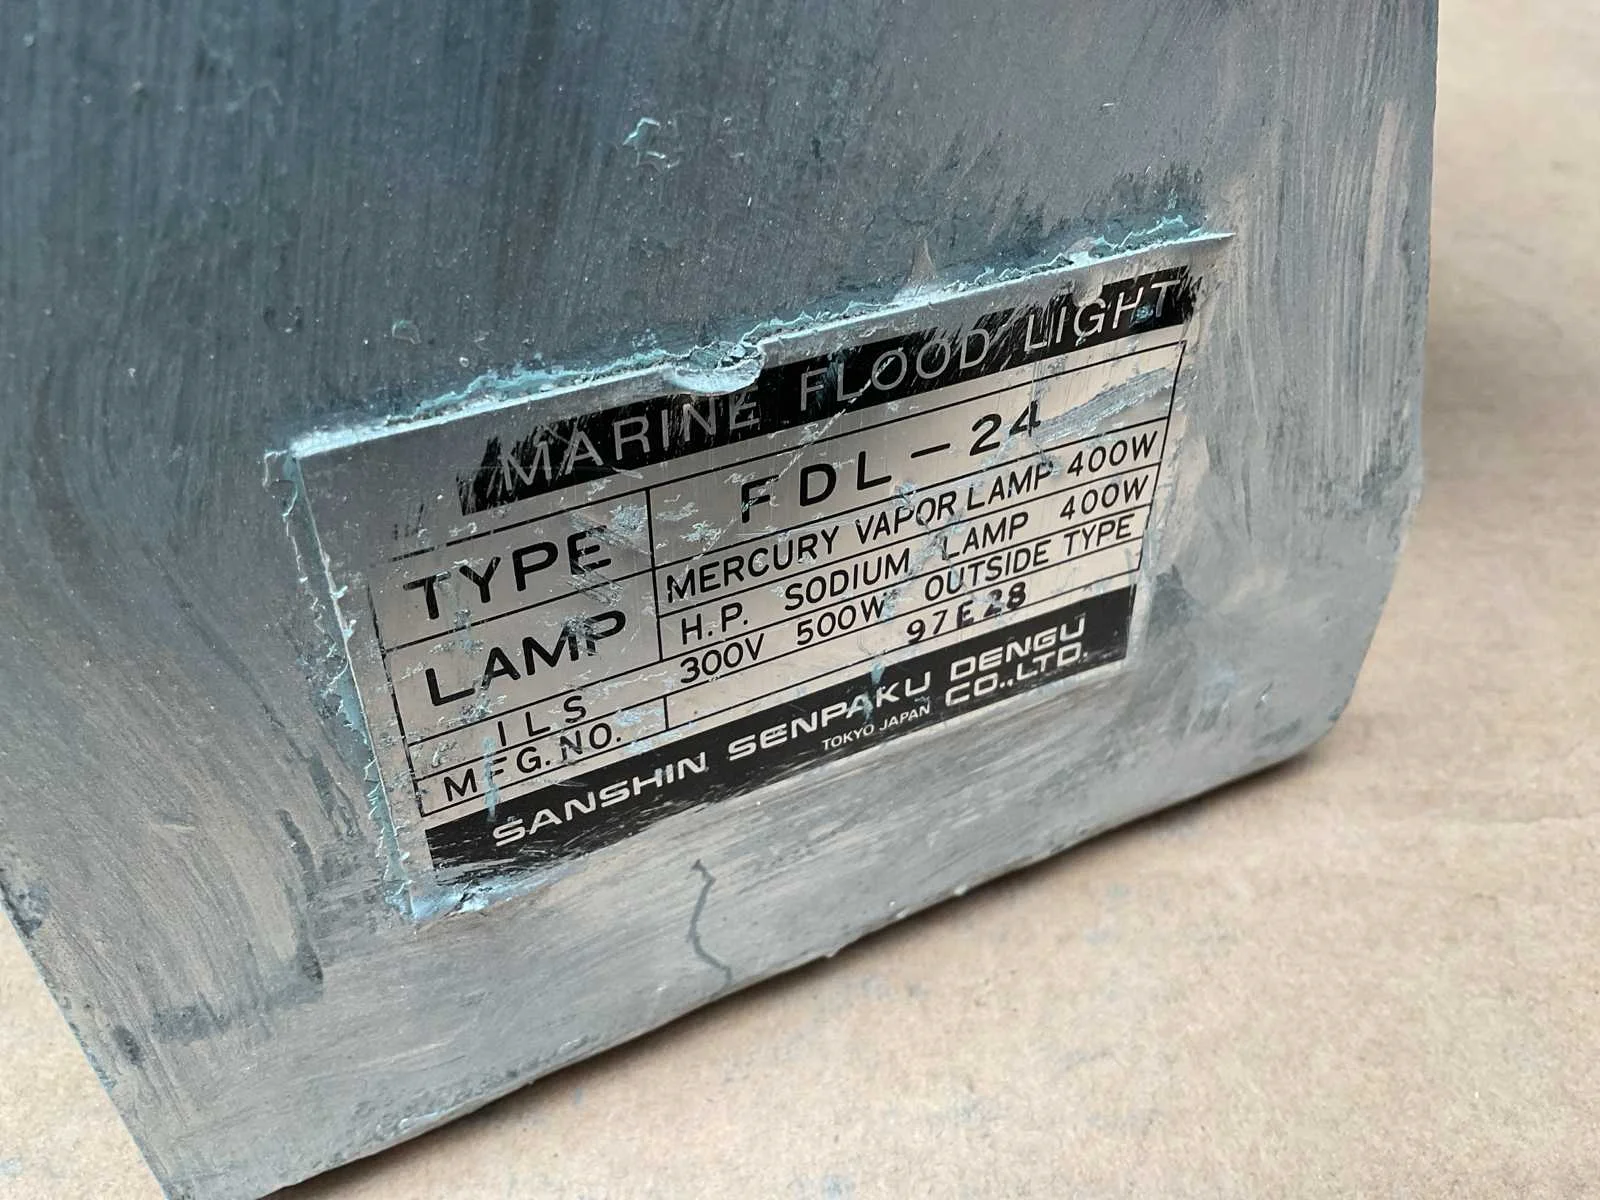 MARINE FLOOD LIGHT
TYPE FDL-24
LAMP MERCURY VAPOR LAMP 400W
H.P. SODIUM LAMP 400W
ILS 300V 500W OUTSIDE TYPE
MFG.NO. 97E28
SANSHIN SENPAKU DENGU CO.,LTD.
TOKYO JAPAN